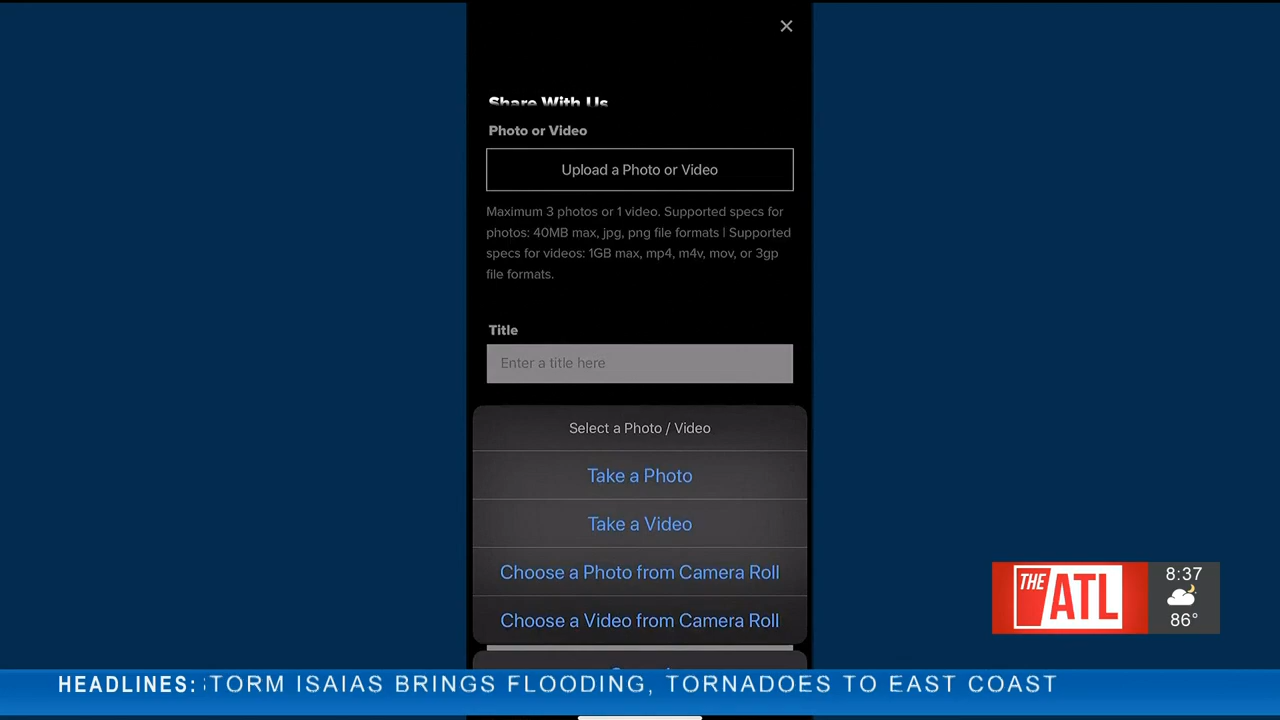 Share With Us
Photo or Video
Upload a Photo or Video
Maximum 3 photos or 1 video. Supported specs for
photos: 40MB max, jpg, png file formats | Supported
specs for videos: 1GB max, mp4, m4v, mov, or 3gp
file formats.
Title
Enter a title here
Select a Photo / Video
Take a Photo
Take a Video
Choose a Photo from Camera Roll
Choose a Video from Camera Roll
THE ATL
8:37
86°
HEADLINES: STORM ISAIAS BRINGS FLOODING, TORNADOES TO EAST COAST